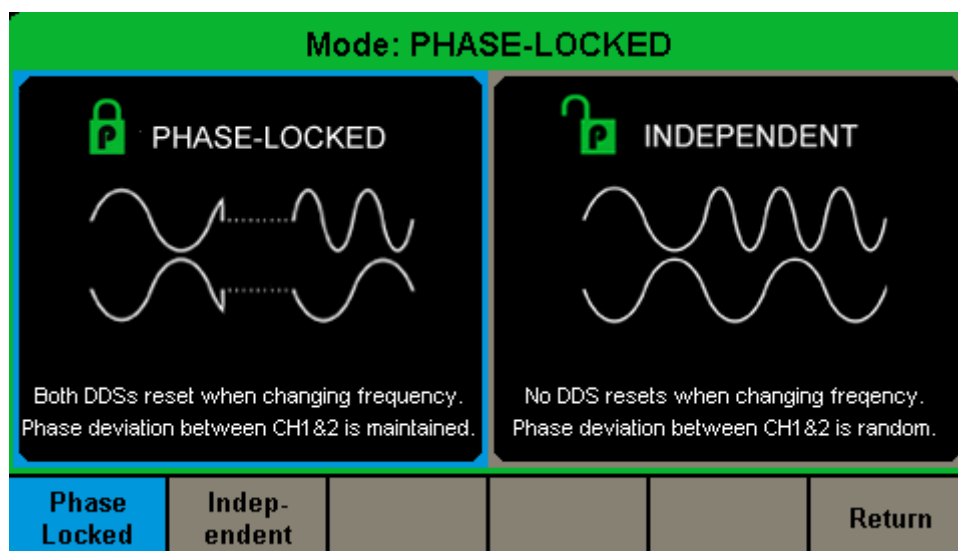 Mode: PHASE-LOCKED
P PHASE-LOCKED
Both DDSs reset when changing frequency.
Phase deviation between CH1&2 is maintained.
P INDEPENDENT
No DDS resets when changing freqency.
Phase deviation between CH1&2 is random.
Phase
Locked
Indep-
endent
Return